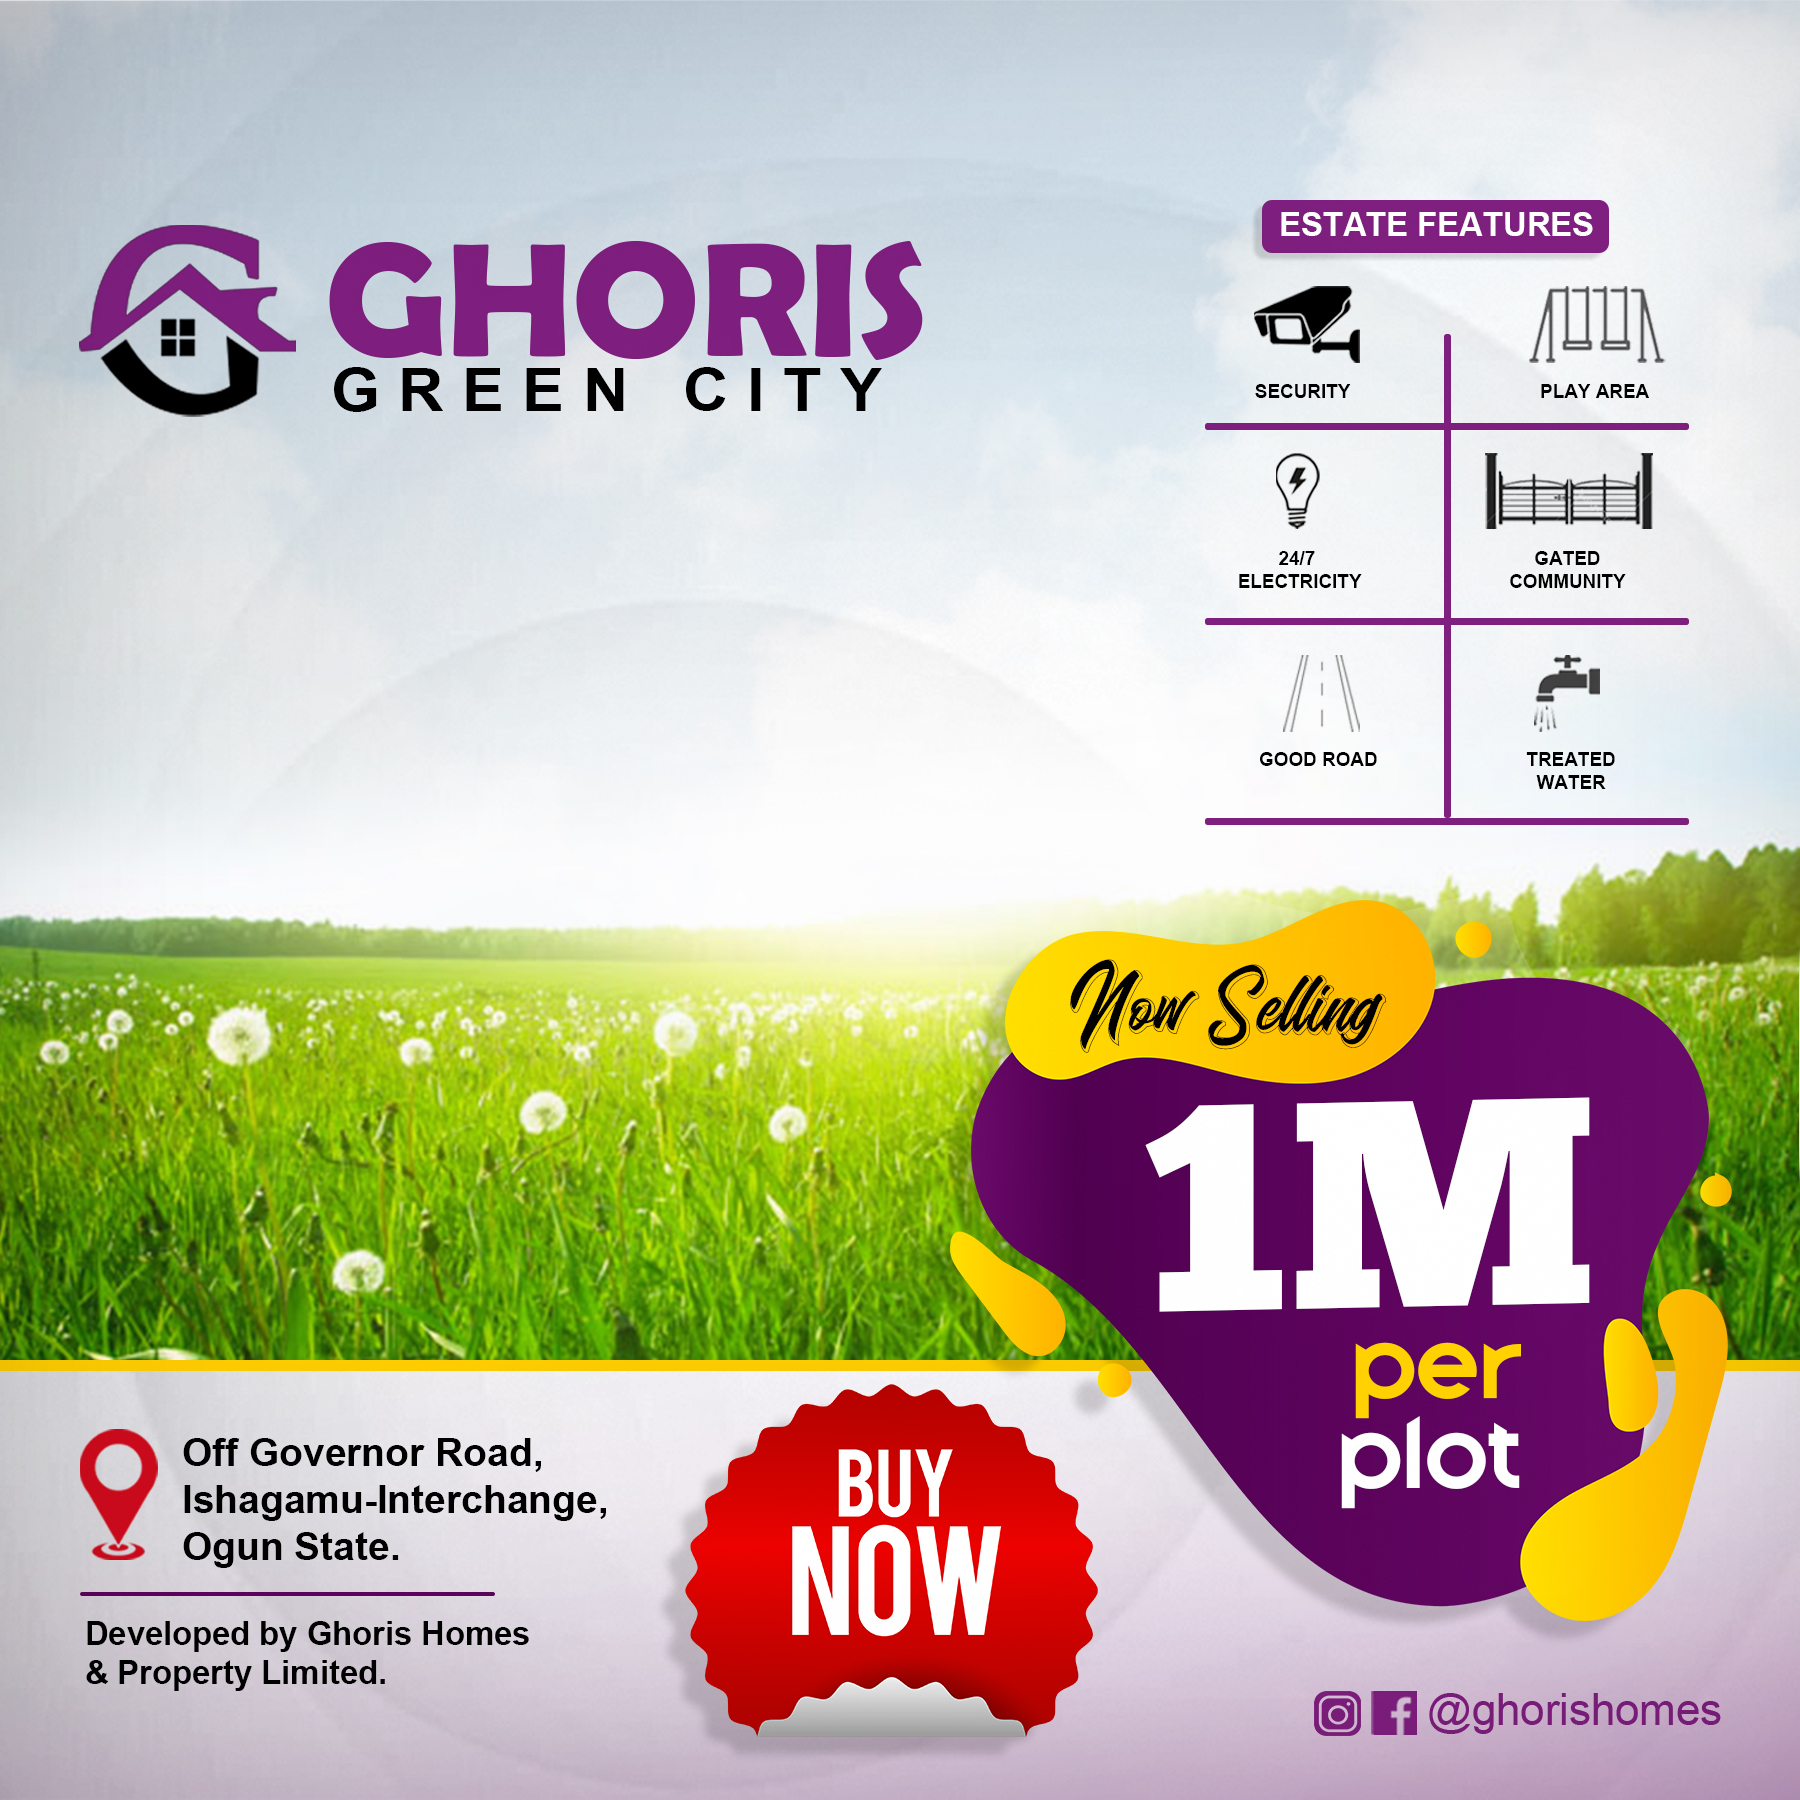 GHORIS
GREEN CITY
ESTATE FEATURES
SECURITY
PLAY AREA
24/7
ELECTRICITY
GATED
COMMUNITY
GOOD ROAD
TREATED
WATER
Now Selling
1M
per
plot
Off Governor Road,
Ishagamu-Interchange,
Ogun State.
Developed by Ghoris Homes
& Property Limited.
BUY
NOW
@ghorishomes